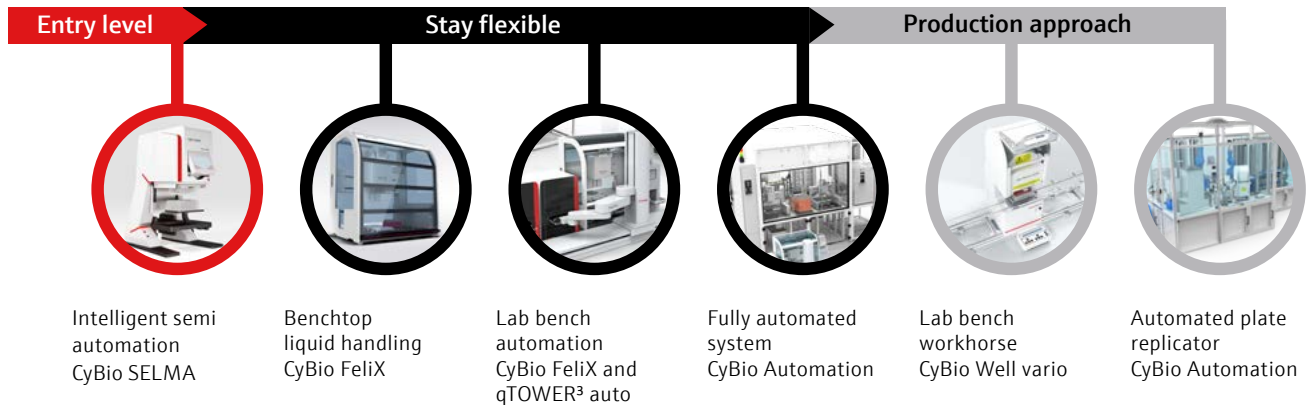 Entry level
Stay flexible
Production approach
Intelligent semi
automation
CyBio SELMA
Benchtop
liquid handling
CyBio FeliX
Lab bench
automation
CyBio FeliX and
qTOWER³ auto
Fully automated
system
CyBio Automation
Lab bench
workhorse
CyBio Well vario
Automated plate
replicator
CyBio Automation